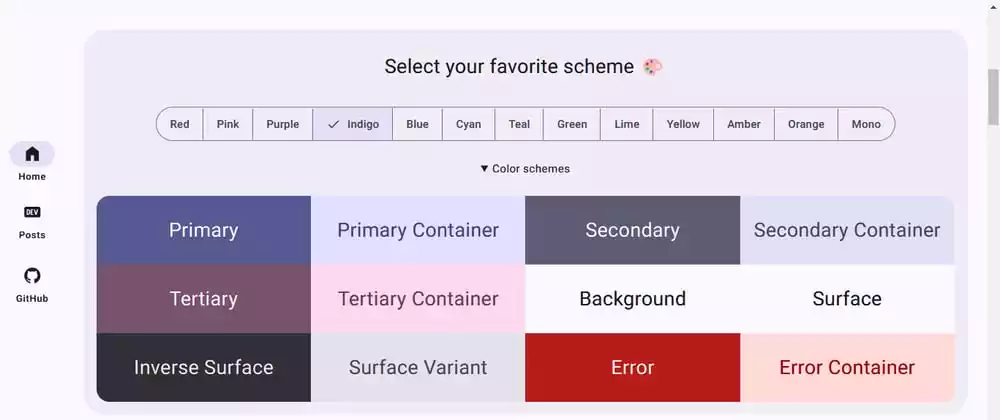 Select your favorite scheme 🎨
Red Pink Purple Indigo Blue Cyan Teal Green Lime Yellow Amber Orange Mono
▼ Color schemes
Home
DEV
Posts
GitHub
Primary Primary Container Secondary Secondary Container
Tertiary Tertiary Container Background Surface
Inverse Surface Surface Variant Error Error Container